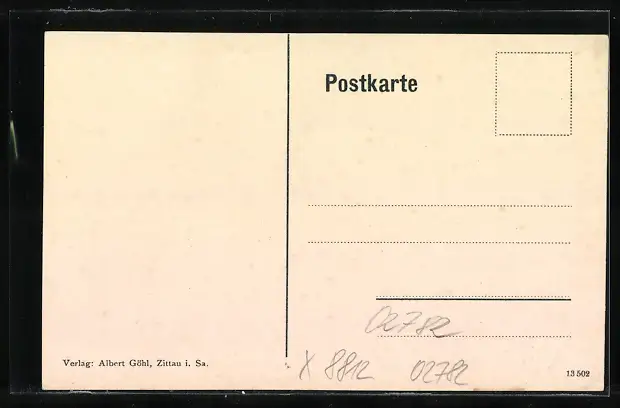 Postkarte
02782
Verlag: Albert Göhl, Zittau i. Sa.
X 8812 02782
13 502